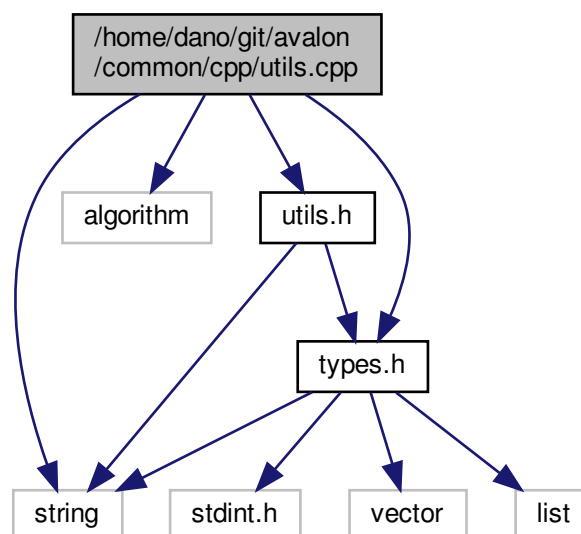 /home/dano/git/avalon
/common/cpp/utils.cpp
algorithm
utils.h
types.h
string
stdint.h
vector
list